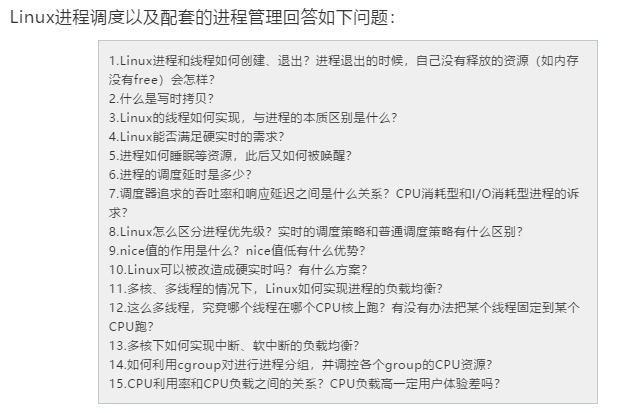 Linux进程调度以及配套的进程管理回答如下问题：
1.Linux进程和线程如何创建、退出？进程退出的时候，自己没有释放的资源（如内存
没有free）会怎样？
2.什么是写时拷贝？
3.Linux的线程如何实现，与进程的本质区别是什么？
4.Linux能否满足硬实时的需求？
5.进程如何睡眠等资源，此后又如何被唤醒？
6.进程的调度延时是多少？
7.调度器追求的吞吐率和响应延迟之间是什么关系？CPU消耗型和I/O消耗型进程的诉
求？
8.Linux怎么区分进程优先级？实时的调度策略和普通调度策略有什么区别？
9.nice值的作用是什么？nice值低有什么优势？
10.Linux可以被改造成硬实时吗？有什么方案？
11.多核、多线程的情况下，Linux如何实现进程的负载均衡？
12.这么多线程，究竟哪个线程在哪个CPU核上跑？有没有办法把某个线程固定到某个
CPU跑？
13.多核下如何实现中断、软中断的负载均衡？
14.如何利用cgroup对进行进程分组，并调控各个group的CPU资源？
15.CPU利用率和CPU负载之间的关系？CPU负载高一定用户体验差吗？